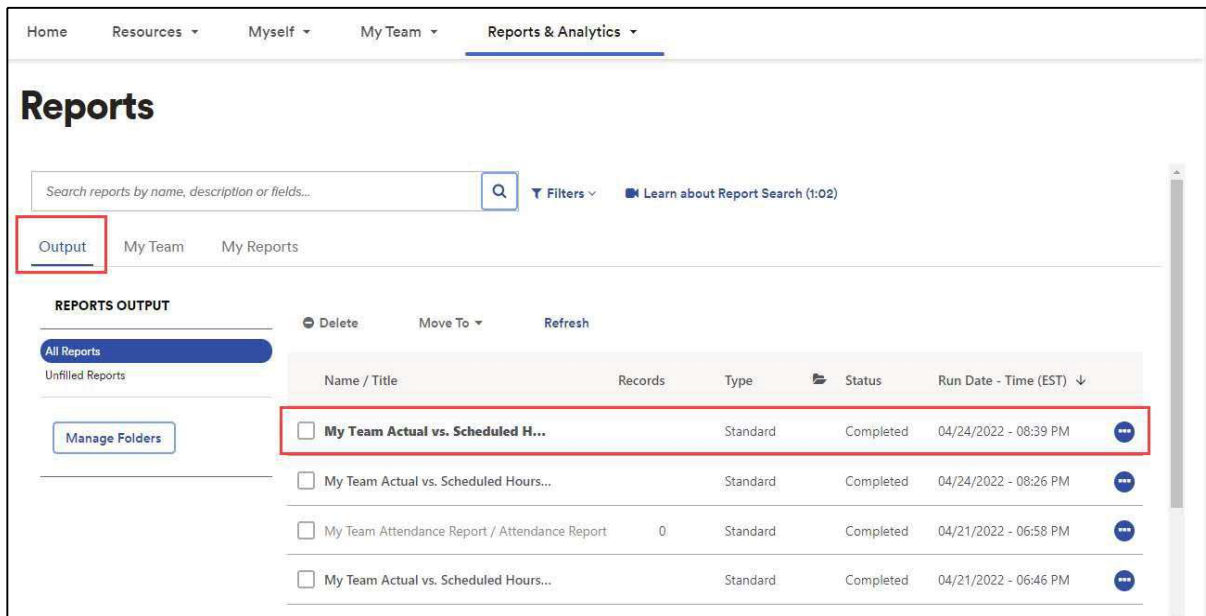 Home Resources Myself My Team Reports & Analytics
Reports
Search reports by name, description or fields... Filters Learn about Report Search (1:02)
Output My Team My Reports
REPORTS OUTPUT
All Reports
Unfilled Reports
Manage Folders
Delete Move To Refresh
Name / Title Records Type Status Run Date - Time (EST)
My Team Actual vs. Scheduled H... Standard Completed 04/24/2022 - 08:39 PM
My Team Actual vs. Scheduled Hours... Standard Completed 04/24/2022 - 08:26 PM
My Team Attendance Report / Attendance Report 0 Standard Completed 04/21/2022 - 06:58 PM
My Team Actual vs. Scheduled Hours... Standard Completed 04/21/2022 - 06:46 PM